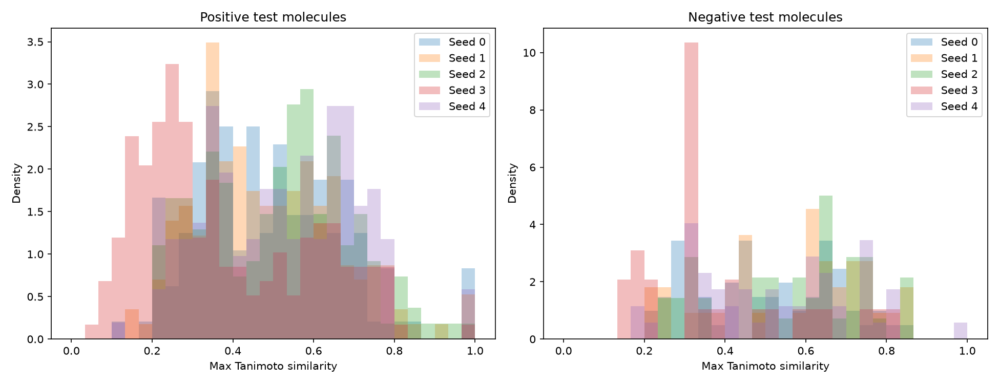 Positive test molecules
3.5
3.0
2.5
2.0
1.5
1.0
0.5
0.0
Density
Seed 0
Seed 1
Seed 2
Seed 3
Seed 4
0.0 0.2 0.4 0.6 0.8 1.0
Max Tanimoto similarity
Negative test molecules
10
8
6
4
2
0
Density
Seed 0
Seed 1
Seed 2
Seed 3
Seed 4
0.0 0.2 0.4 0.6 0.8 1.0
Max Tanimoto similarity